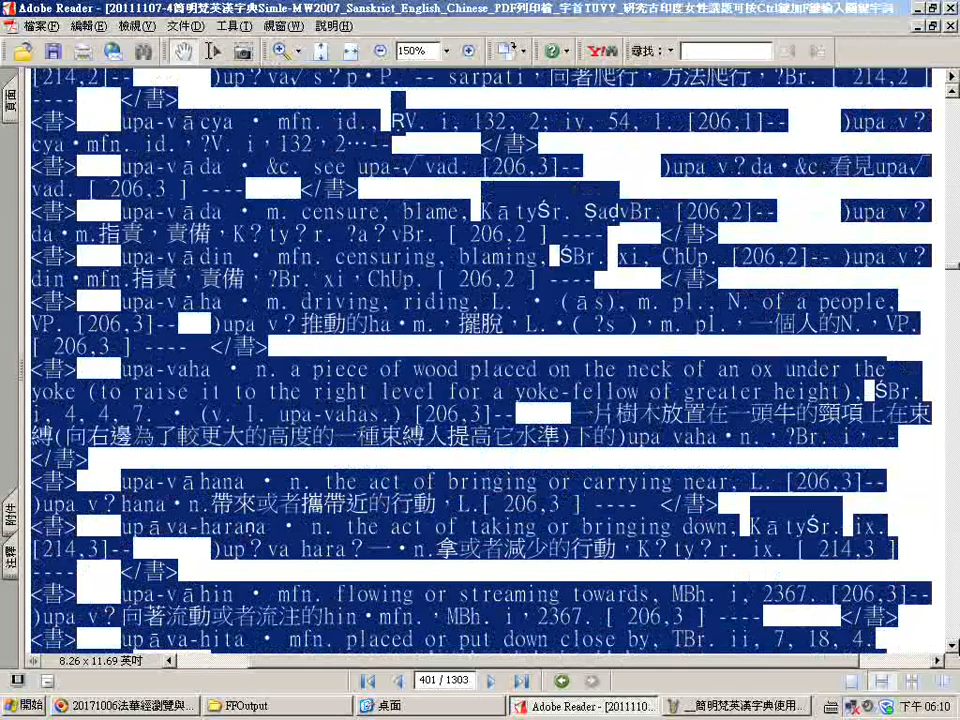 Adobe Reader - [20111107-4簡明梵英漢字典Simle-MW2007_Sanskrict_English_Chinese_PDF列印檔_字首TUVY_研究古印度女性議題可按Ctrl鍵加F鍵輸入關鍵字詞
檔案(F) 編輯(E) 檢視(V) 文件(D) 工具(T) 視窗(W) 說明(H)
150% 尋找：
[214,2]-- )up？va√ s？p・P. -- sarpati，向著爬行，方法爬行，?Br. [ 214,2
---- </書>
<書> upa-vācya ・ mfn. id., RV. i, 132, 2; iv, 54, 1. [206,1]-- )upa v？
cya・mfn. id.，?V. i，132，2…-- </書>
<書> upa-vāda ・ &c. see upa-√ vad. [206,3]-- )upa v？da・&c.看見upa√
vad. [ 206,3 ] ---- </書>
<書> upa-vāda ・ m. censure, blame, KātyŚr. ṢaḍvBr. [206,2]-- )upa v？
da・m.指責，責備，K？ty？r. ?a？vBr. [ 206,2 ] ---- </書>
<書> upa-vādin ・ mfn. censuring, blaming, ŚBr. xi, ChUp. [206,2]-- )upa v？
din・mfn.指責，責備，?Br. xi，ChUp. [ 206,2 ] ---- </書>
<書> upa-vāha ・ m. driving, riding, L. ・ (ās), m. pl., N. of a people,
VP. [206,3]-- )upa v？推動的ha・m.，擺脫，L.・( ?s )，m. pl.，一個人的N.，VP.
[ 206,3 ] ---- </書>
<書> upa-vaha ・ n. a piece of wood placed on the neck of an ox under the
yoke (to raise it to the right level for a yoke-fellow of greater height), ŚBr.
i, 4, 4, 7. ・ (v. l. upa-vahas.) [206,3]-- 一片樹木放置在一頭牛的頸項上在束
縛(向右邊為了較更大的高度的一種束縛人提高它水準)下的)upa vaha・n.，?Br. i，--
</書>
<書> upa-vāhana ・ n. the act of bringing or carrying near, L. [206,3]--
)upa v？hana・n.帶來或者攜帶近的行動，L.[ 206,3 ] ---- </書>
<書> upāva-haraṇa ・ n. the act of taking or bringing down, KātyŚr. ix.
[214,3]-- )up？va hara？一・n.拿或者減少的行動，K？ty？r. ix. [ 214,3 ]
---- </書>
<書> upa-vāhin ・ mfn. flowing or streaming towards, MBh. i, 2367. [206,3]--
)upa v？向著流動或者流注的hin・mfn.，MBh. i，2367. [ 206,3 ] ---- </書>
<書> upāva-hita ・ mfn. placed or put down close by, TBr. ii, 7, 18, 4.
頁面
附件
注釋
8.26 x 11.69 英吋
401 / 1303
開始 20171006法華經瀏覽與... FFOutput 桌面 Adobe Reader - [2011... __簡明梵英漢字典使用... 下午 06:10